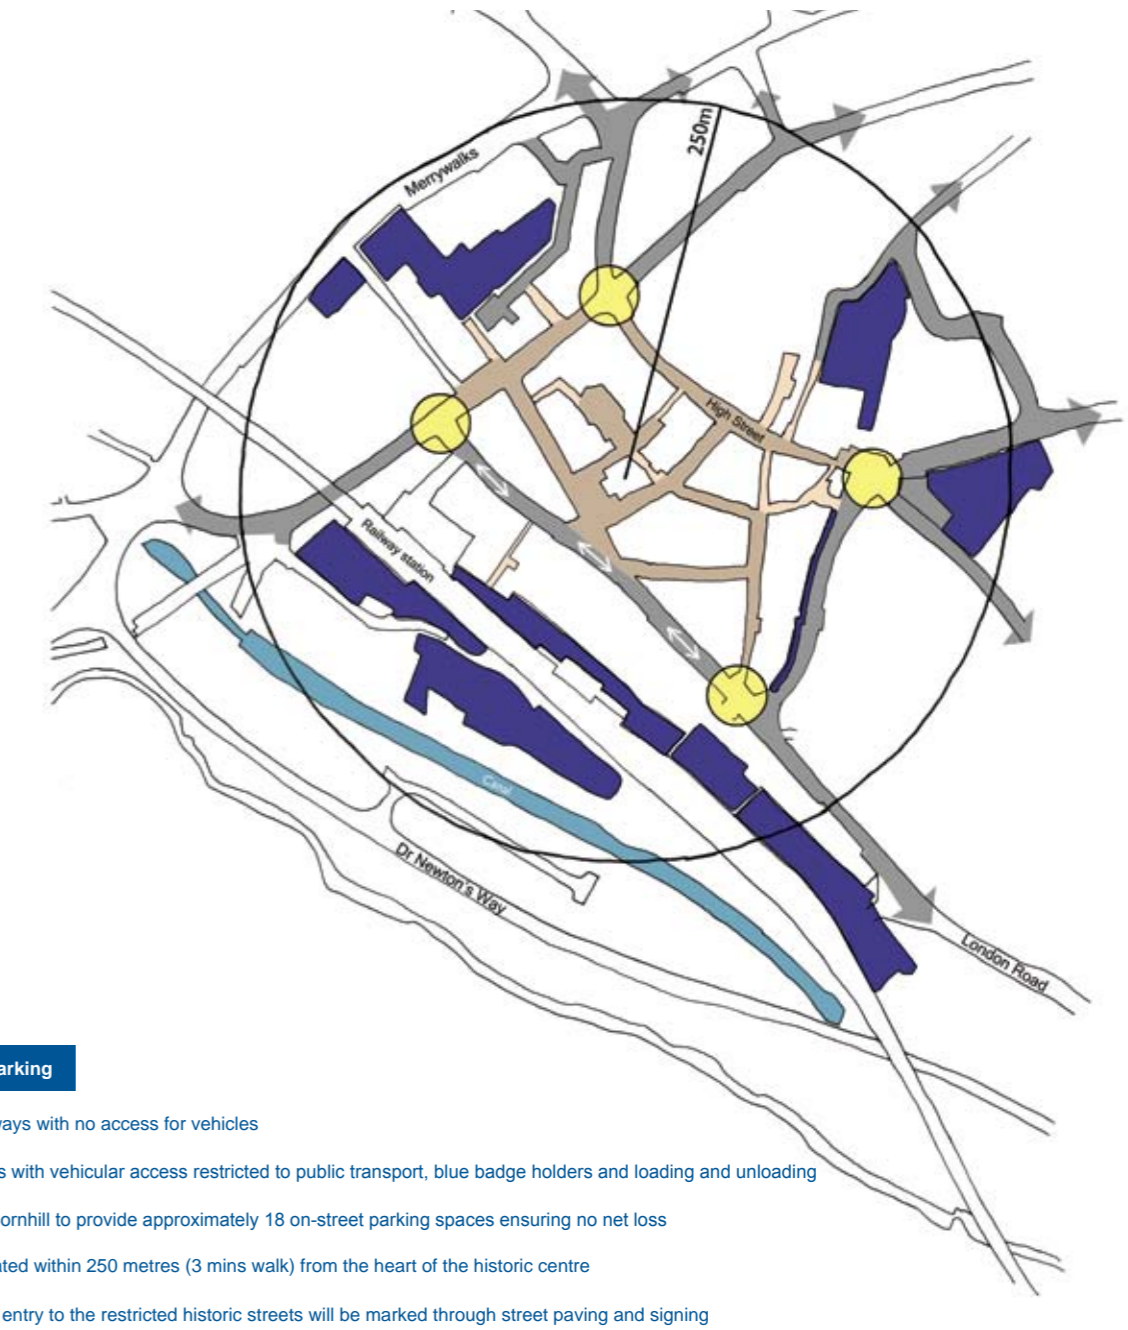 250m
Merrywalks
High Street
Railway station
Canal
Dr Newton's Way
London Road
arking
ays with no access for vehicles
s with vehicular access restricted to public transport, blue badge holders and loading and unloading
ornhill to provide approximately 18 on-street parking spaces ensuring no net loss
ated within 250 metres (3 mins walk) from the heart of the historic centre
entry to the restricted historic streets will be marked through street paving and signing